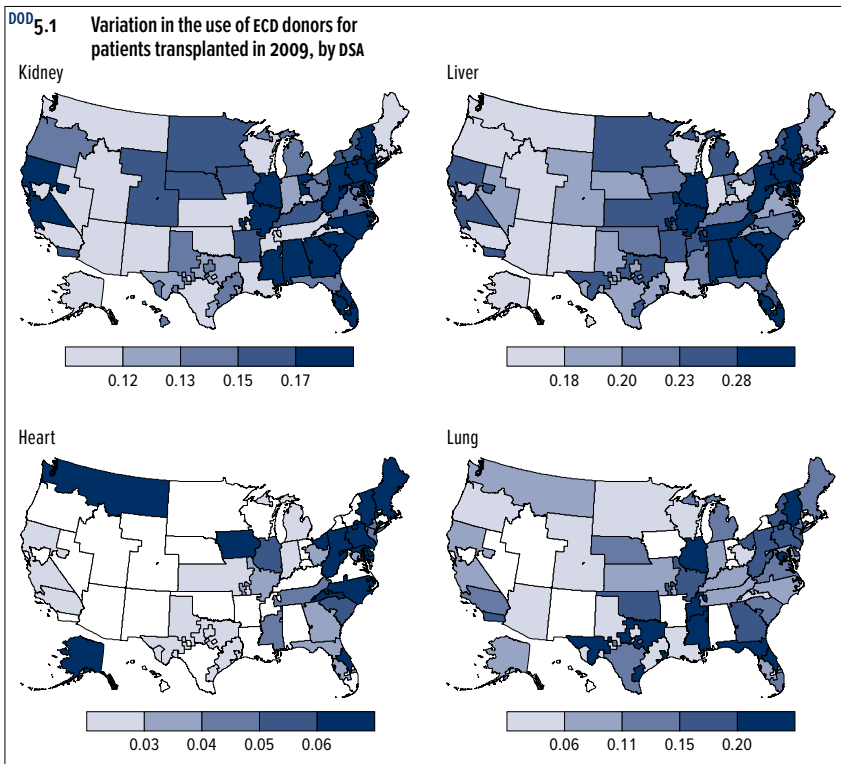 DOD5.1 Variation in the use of ECD donors for
patients transplanted in 2009, by DSA
Kidney
Liver
0.12 0.13 0.15 0.17
0.18 0.20 0.23 0.28
Heart
Lung
0.03 0.04 0.05 0.06
0.06 0.11 0.15 0.20